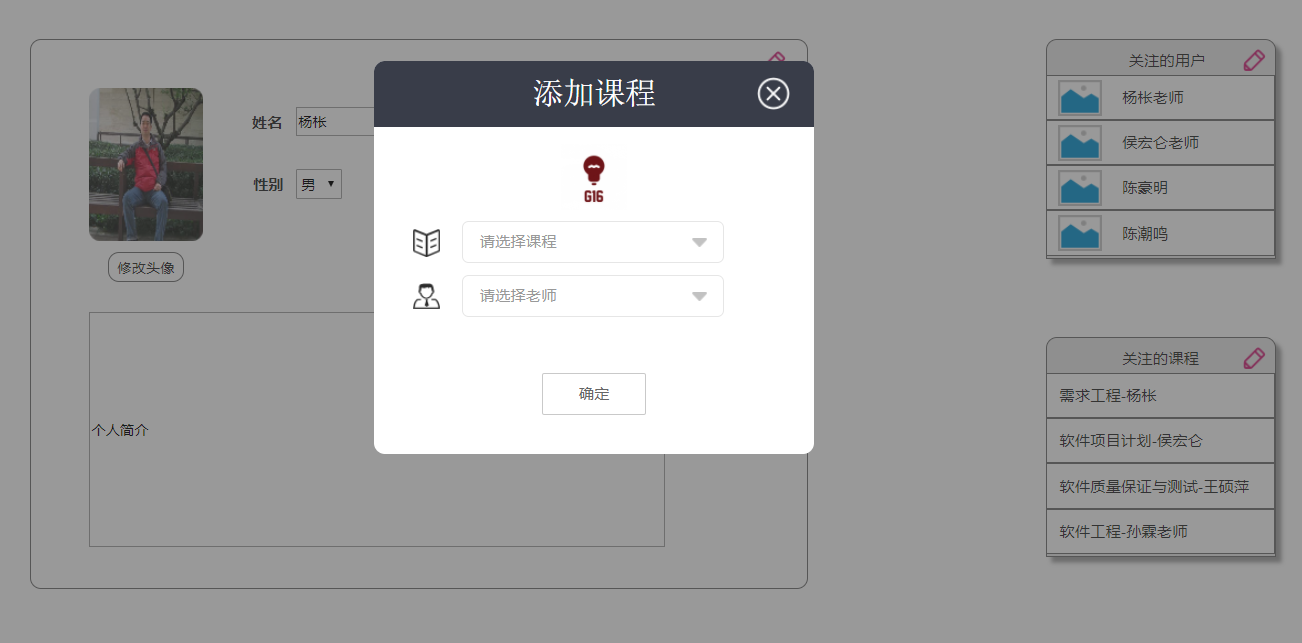 添加课程
G16
请选择课程
请选择老师
确定
姓名 杨枨
性别 男
修改头像
个人简介
关注的用户
杨枨老师
侯宏仑老师
陈豪明
陈潮鸣
关注的课程
需求工程-杨枨
软件项目计划-侯宏仑
软件质量保证与测试-王硕萍
软件工程-孙霖老师